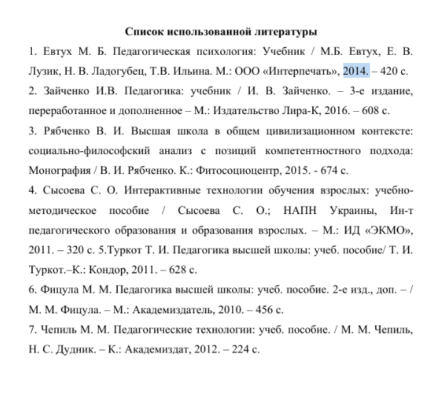 Список использованной литературы
1. Евтух М. Б. Педагогическая психология: Учебник / М.Б. Евтух, Е. В.
Лузик, Н. В. Ладогубец, Т.В. Ильина. М.: ООО «Интерпечать», 2014. – 420 с.
2. Зайченко И.В. Педагогика: учебник / И. В. Зайченко. – 3-е издание,
переработанное и дополненное – М.: Издательство Лира-К, 2016. – 608 с.
3. Рябченко В. И. Высшая школа в общем цивилизационном контексте:
социально-философский анализ с позиций компетентностного подхода:
Монография / В. И. Рябченко. К.: Фитосоциоцентр, 2015. - 674 с.
4. Сысоева С. О. Интерактивные технологии обучения взрослых: учебно-
методическое пособие / Сысоева С. О.; НАПН Украины, Ин-т
педагогического образования и образования взрослых. – М.: ИД «ЭКМО»,
2011. – 320 с. 5.Туркот Т. И. Педагогика высшей школы: учеб. пособие/ Т. И.
Туркот.–К.: Кондор, 2011. – 628 с.
6. Фицула М. М. Педагогика высшей школы: учеб. пособие. 2-е изд., доп. – /
М. М. Фицула. – М.: Академиздатель, 2010. – 456 с.
7. Чепиль М. М. Педагогические технологии: учеб. пособие. / М. М. Чепиль,
Н. С. Дудник. – К.: Академиздат, 2012. – 224 с.